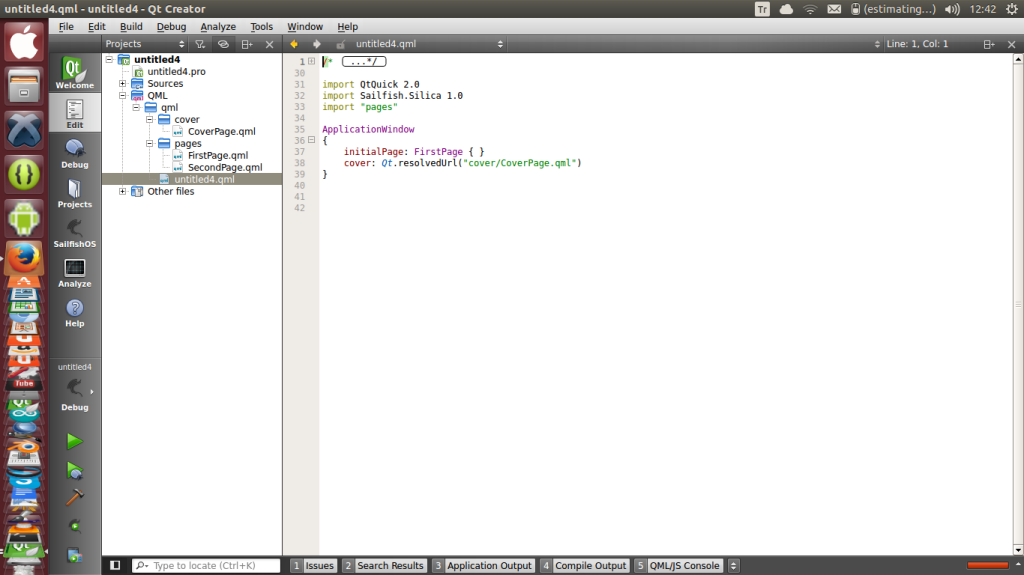 untitled4.qml - untitled4 - Qt Creator
Tr
(estimating...)
12:42
File Edit Build Debug Analyze Tools Window Help
Projects
untitled4.qml
Line: 1, Col: 1
Qt
Welcome
Edit
Debug
Projects
SailfishOS
Analyze
Help
untitled4
Debug
untitled4
untitled4.pro
Sources
QML
qml
cover
CoverPage.qml
pages
FirstPage.qml
SecondPage.qml
untitled4.qml
Other files
1 /* ...*/
30
31 import QtQuick 2.0
32 import Sailfish.Silica 1.0
33 import "pages"
34
35 ApplicationWindow
36 {
37 initialPage: FirstPage { }
38 cover: Qt.resolvedUrl("cover/CoverPage.qml")
39 }
40
41
42
Tube
Type to locate (Ctrl+K)
1 Issues
2 Search Results
3 Application Output
4 Compile Output
5 QML/JS Console